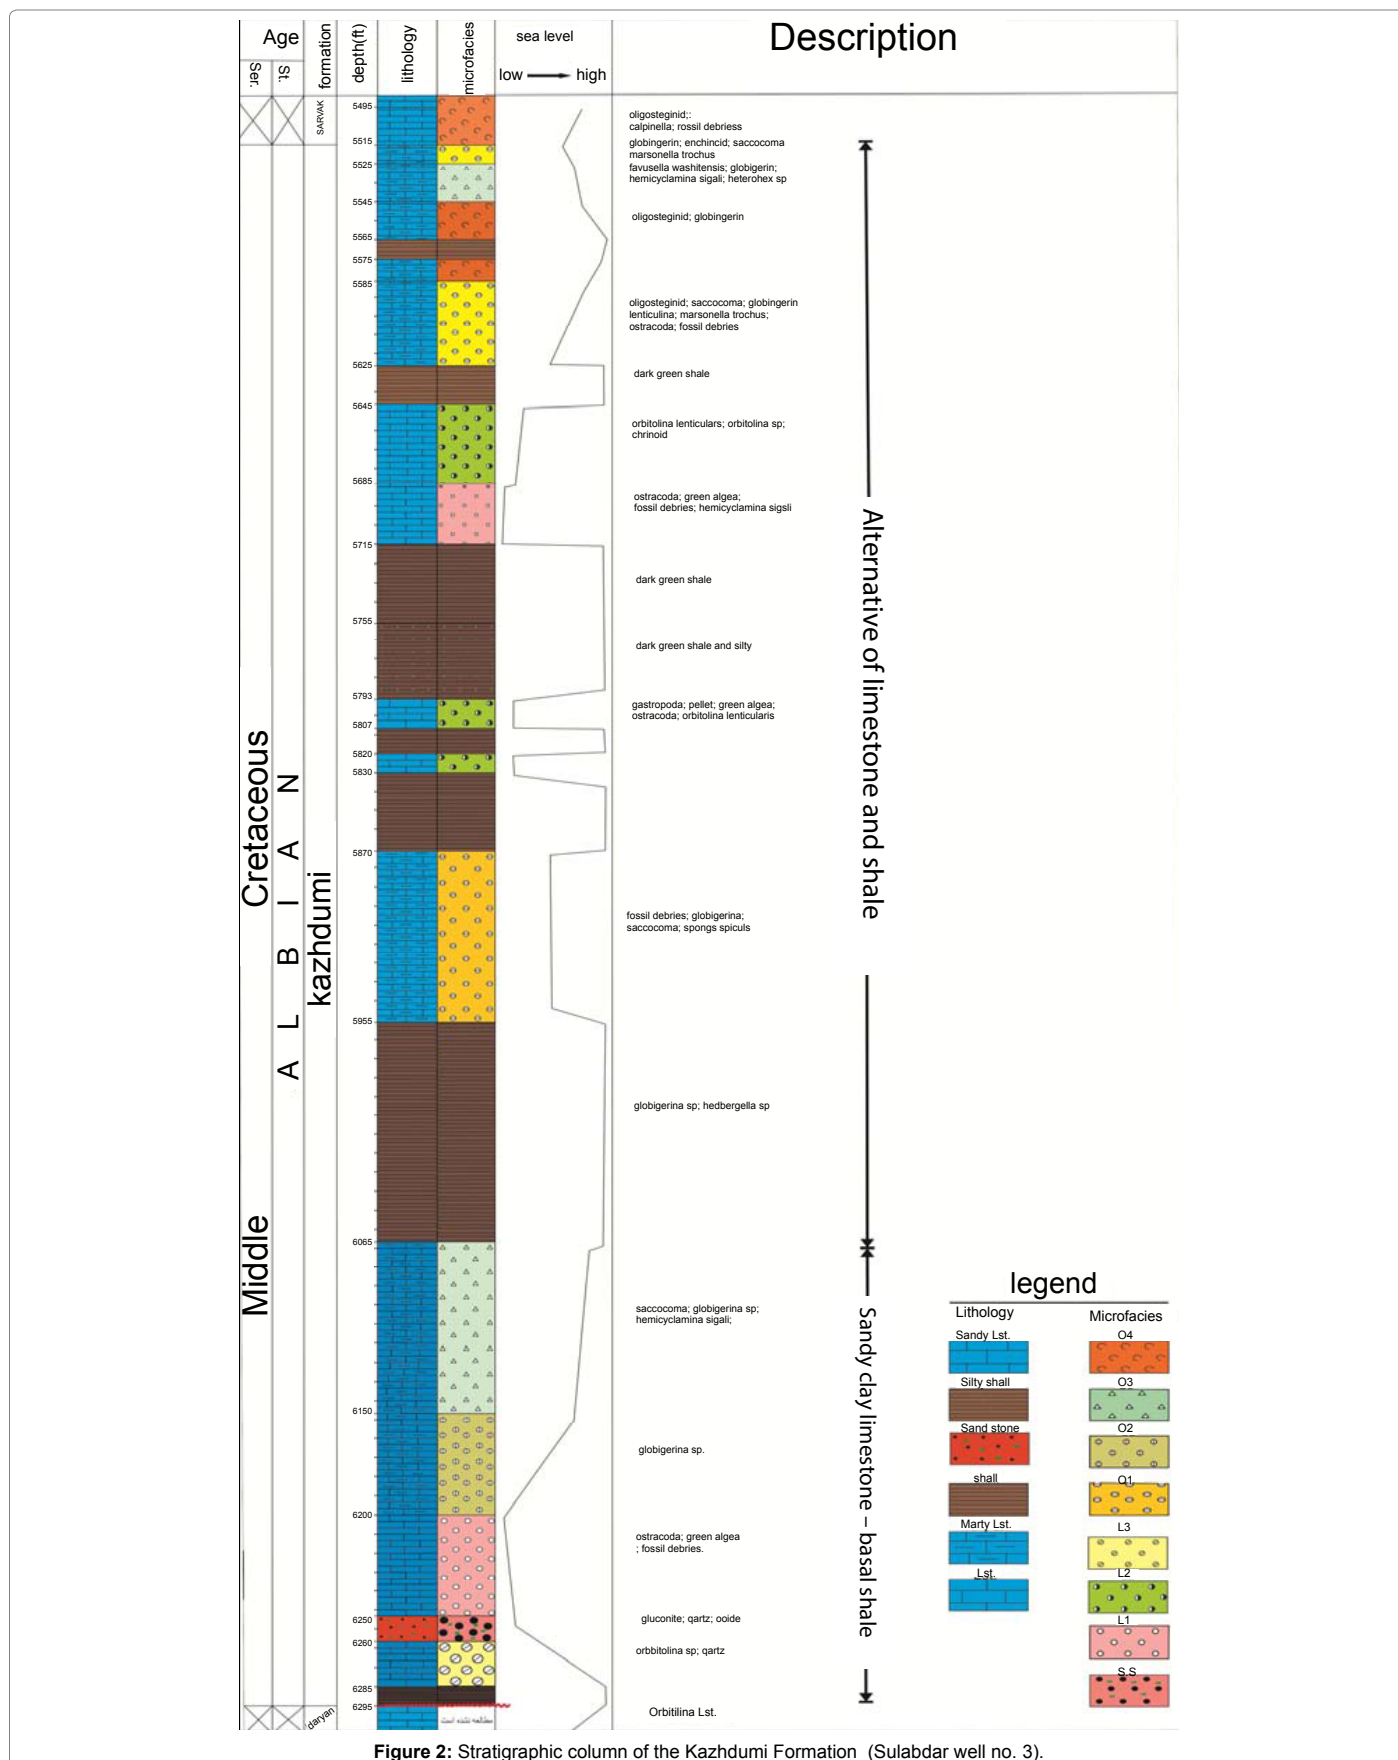 Age
Ser.
St.
formation
depth(ft)
lithology
microfacies
sea level
low
high
Description
SARVAK
kazhdumi
daryan
Cretaceous
Middle
A L B I A N
5495
5515
5525
5545
5565
5575
5585
5625
5645
5685
5715
5755
5793
5807
5820
5830
5870
5955
6065
6150
6200
6250
6260
6285
6295
oligosteginid;:
calpinella; rossil debriess
globingerin; enchincid; saccocoma
marsonella trochus
favusella washitensis; globigerin;
hemicyclamina sigali; heterohex sp
oligosteginid; globingerin
oligosteginid; saccocoma; globingerin
lenticulina; marsonella trochus;
ostracoda; fossil debries
dark green shale
orbitolina lenticulars; orbitolina sp;
chrinoid
ostracoda; green algea;
fossil debries; hemicyclamina sigsli
dark green shale
dark green shale and silty
gastropoda; pellet; green algea;
ostracoda; orbitolina lenticularis
fossil debries; globigerina;
saccocoma; spongs spiculs
globigerina sp; hedbergella sp
saccocoma; globigerina sp;
hemicyclamina sigali;
globigerina sp.
ostracoda; green algea
; fossil debries.
gluconite; qartz; ooide
orbbitolina sp; qartz
Orbitilina Lst.
مطالعه نشده است
Alternative of limestone and shale
Sandy clay limestone – basal shale
legend
Lithology
Microfacies
Sandy Lst.
Silty shall
Sand stone
shall
Marty Lst.
Lst.
O4
O3
O2
O1
L3
L2
L1
S.S
Figure 2: Stratigraphic column of the Kazhdumi Formation (Sulabdar well no. 3).